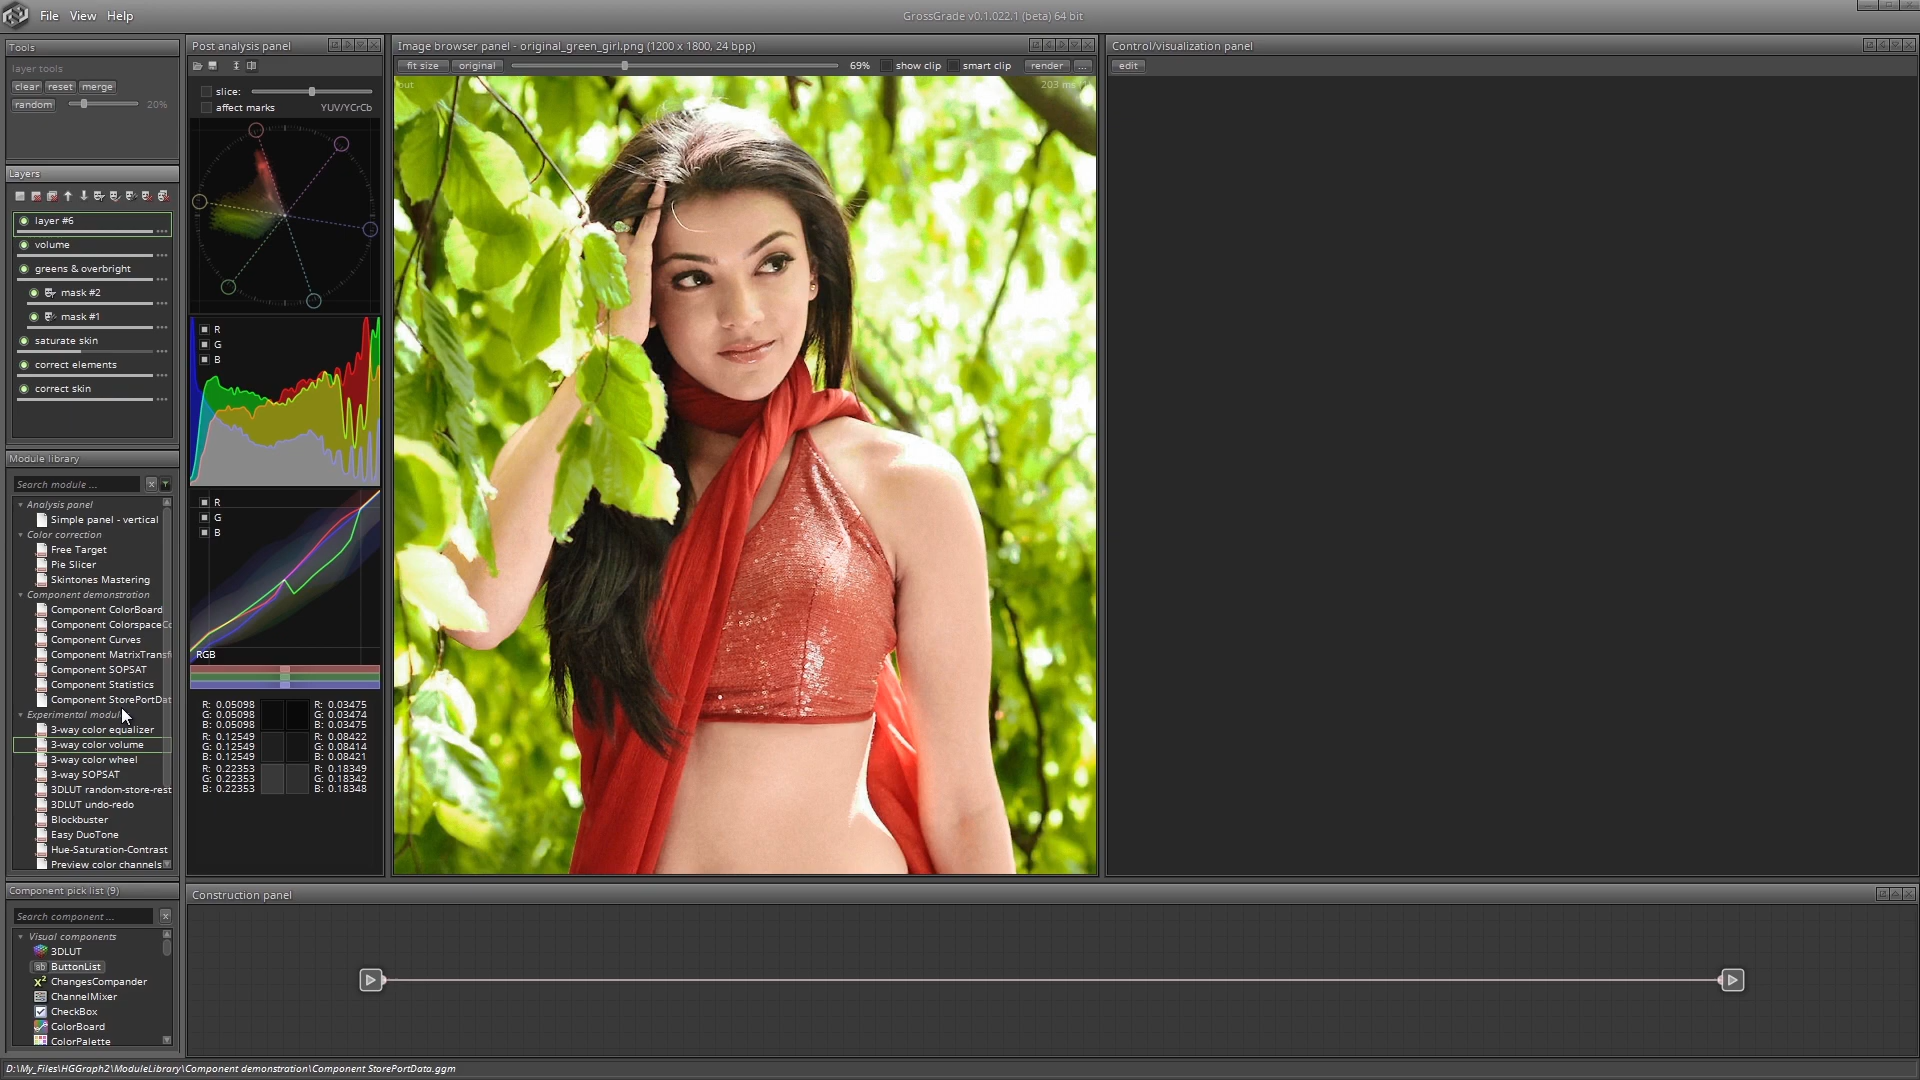 File View Help
GrossGrade v0.1.022.1 (beta) 64 bit
Tools
layer tools
clear reset merge
random 20%
Layers
layer #6
volume
greens & overbright
mask #2
mask #1
saturate skin
correct elements
correct skin
Module library
Search module ...
Analysis panel
Simple panel - vertical
Color correction
Free Target
Pie Slicer
Skintones Mastering
Component demonstration
Component ColorBoard
Component ColorspaceCo
Component Curves
Component MatrixTransf
Component SOPSAT
Component Statistics
Component StorePortDat
Experimental modul
3-way color equalizer
3-way color volume
3-way color wheel
3-way SOPSAT
3DLUT random-store-rest
3DLUT undo-redo
Blockbuster
Easy DuoTone
Hue-Saturation-Contrast
Preview color channels
Component pick list (9)
Search component ...
Visual components
3DLUT
ButtonList
ChangesCompander
ChannelMixer
CheckBox
ColorBoard
ColorPalette
Post analysis panel
slice:
affect marks YUV/YCrCb
R
G
B
R
G
B
RGB
R: 0.05098 R: 0.03475
G: 0.05098 G: 0.03474
B: 0.05098 B: 0.03475
R: 0.12549 R: 0.08422
G: 0.12549 G: 0.08414
B: 0.12549 B: 0.08421
R: 0.22353 R: 0.18349
G: 0.22353 G: 0.18342
B: 0.22353 B: 0.18348
Image browser panel - original_green_girl.png (1200 x 1800, 24 bpp)
fit size original 69% show clip smart clip render ...
out
Control/visualization panel
edit
Construction panel
D:\My_Files\HGGraph2\ModuleLibrary\Component demonstration\Component StorePortData.ggm